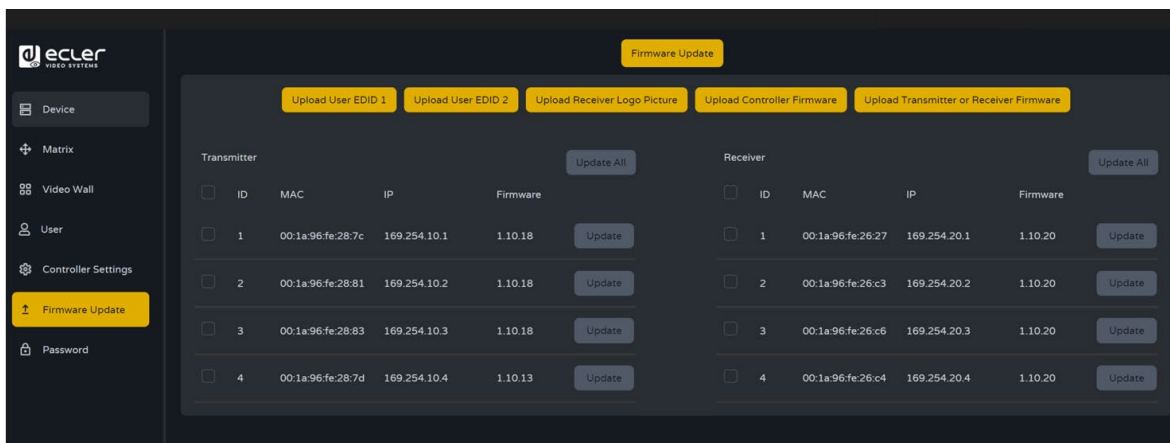 ecler
VIDEO SYSTEMS
Device
Matrix
Video Wall
User
Controller Settings
Firmware Update
Password
Firmware Update
Upload User EDID 1 Upload User EDID 2 Upload Receiver Logo Picture Upload Controller Firmware Upload Transmitter or Receiver Firmware
Transmitter Update All
ID MAC IP Firmware
1 00:1a:96:fe:28:7c 169.254.10.1 1.10.18 Update
2 00:1a:96:fe:28:81 169.254.10.2 1.10.18 Update
3 00:1a:96:fe:28:83 169.254.10.3 1.10.18 Update
4 00:1a:96:fe:28:7d 169.254.10.4 1.10.13 Update
Receiver Update All
ID MAC IP Firmware
1 00:1a:96:fe:26:27 169.254.20.1 1.10.20 Update
2 00:1a:96:fe:26:c3 169.254.20.2 1.10.20 Update
3 00:1a:96:fe:26:c6 169.254.20.3 1.10.20 Update
4 00:1a:96:fe:26:c4 169.254.20.4 1.10.20 Update